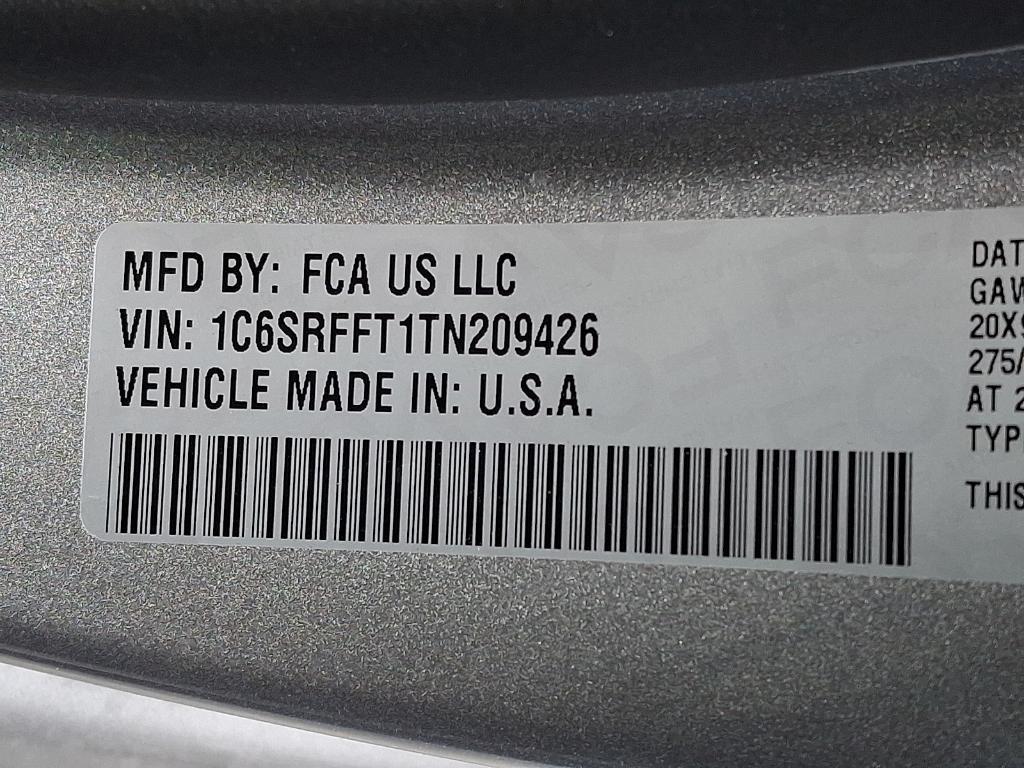 MFD BY: FCA US LLC
VIN: 1C6SRFFT1TN209426
VEHICLE MADE IN: U.S.A.
DAT
GAW
20X9
275/
AT 2
TYP
THIS